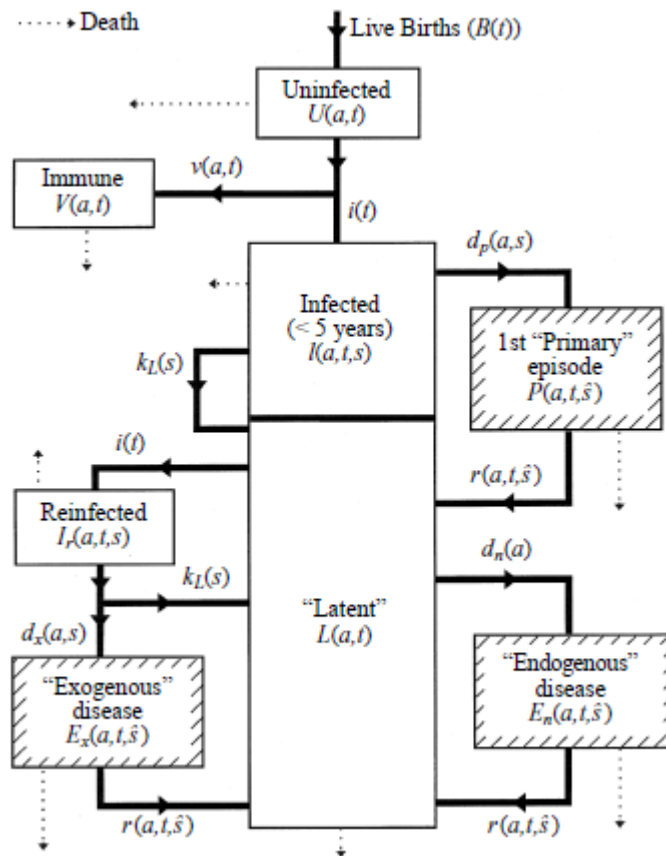 Death
Live Births (B(t))
Uninfected
U(a,t)
v(a,t)
Immune
V(a,t)
i(t)
d_p(a,s)
Infected
(< 5 years)
I(a,t,s)
1st “Primary”
episode
P(a,t,ŝ)
k_L(s)
i(t)
r(a,t,ŝ)
Reinfected
I_r(a,t,s)
d_n(a)
k_L(s)
“Latent”
L(a,t)
d_x(a,s)
“Exogenous”
disease
E_x(a,t,ŝ)
“Endogenous”
disease
E_n(a,t,ŝ)
r(a,t,ŝ)
r(a,t,ŝ)